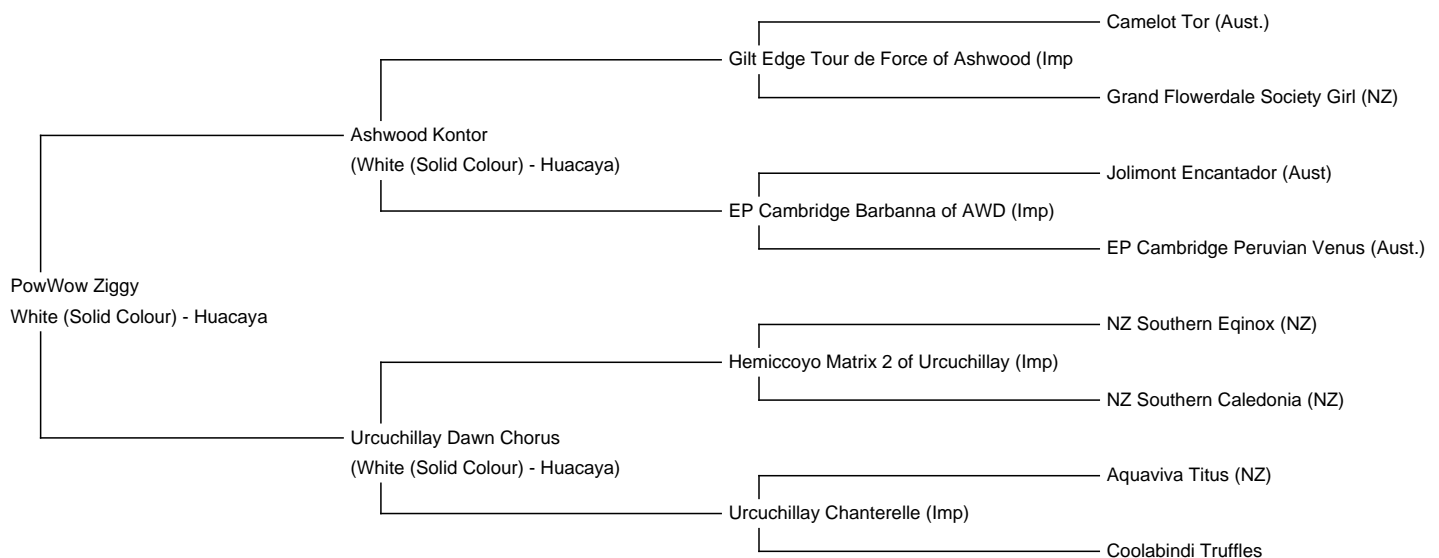 Camelot Tor (Aust.)
Gilt Edge Tour de Force of Ashwood (Imp
Grand Flowerdale Society Girl (NZ)
Ashwood Kontor
(White (Solid Colour) - Huacaya)
Jolimont Encantador (Aust)
EP Cambridge Barbanna of AWD (Imp)
EP Cambridge Peruvian Venus (Aust.)
PowWow Ziggy
White (Solid Colour) - Huacaya
NZ Southern Eqinox (NZ)
Hemiccoyo Matrix 2 of Urcuchillay (Imp)
NZ Southern Caledonia (NZ)
Urcuchillay Dawn Chorus
(White (Solid Colour) - Huacaya)
Aquaviva Titus (NZ)
Urcuchillay Chanterelle (Imp)
Coolabindi Truffles